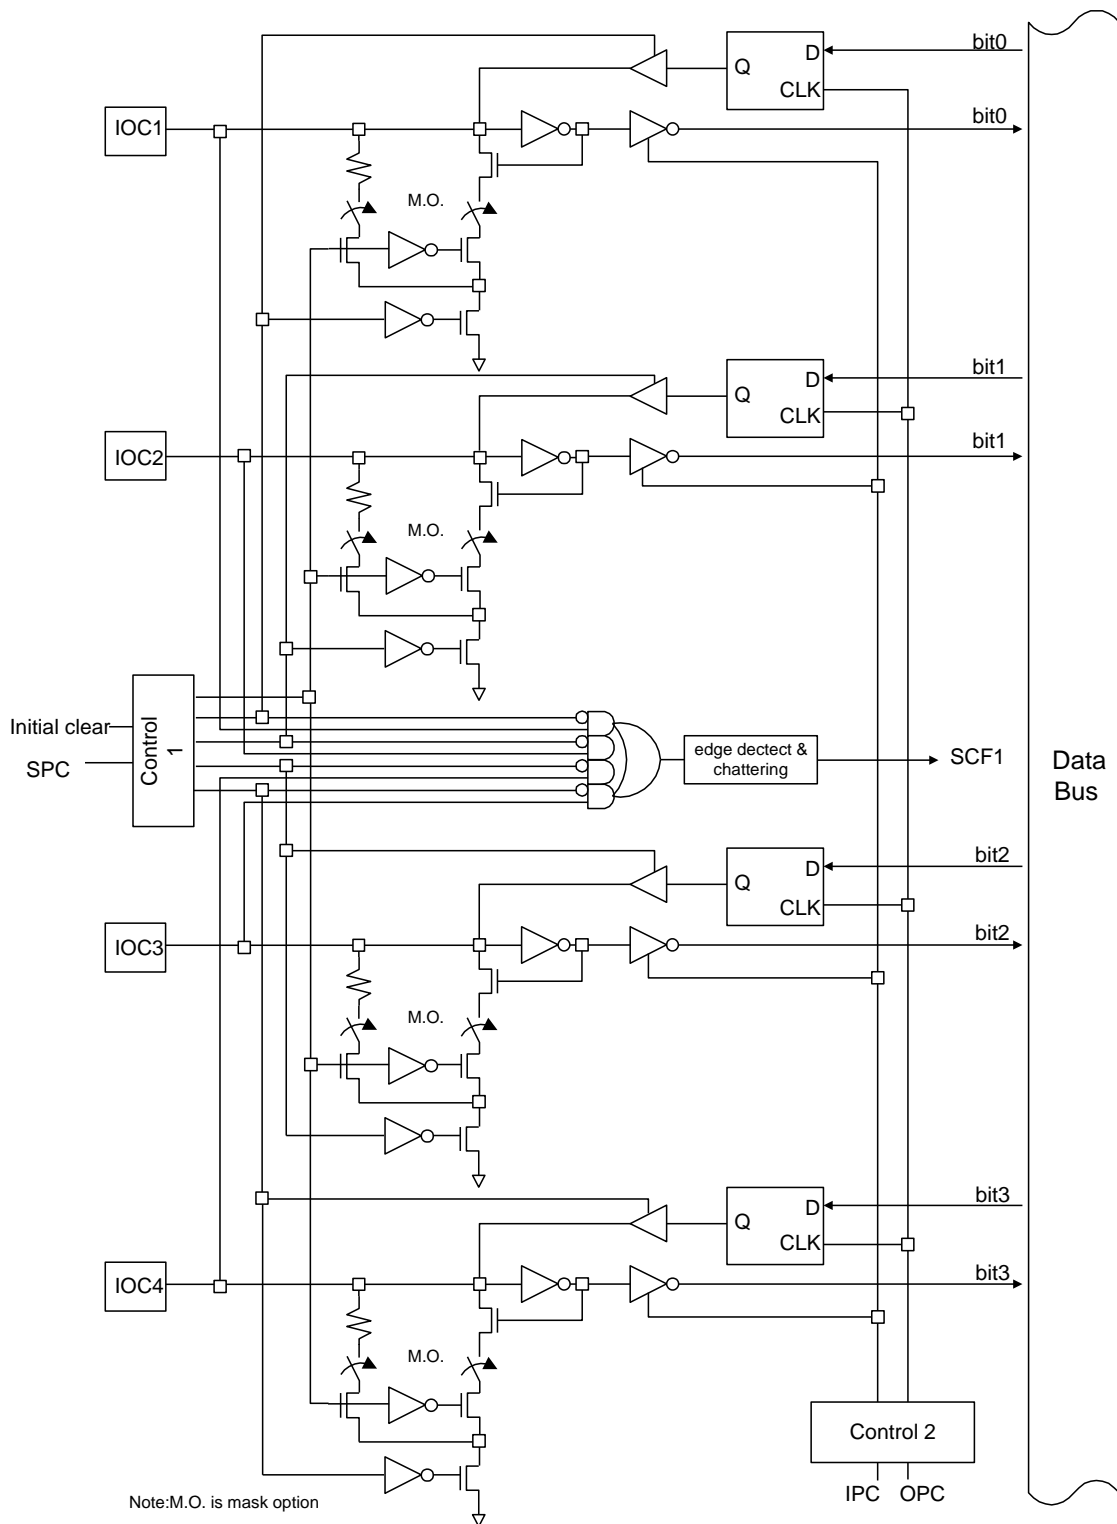 bit0
D
Q
CLK
IOC1
bit0
M.O.
bit1
D
Q
CLK
IOC2
bit1
M.O.
Initial clear
SPC
Control 1
edge dectect &
chattering
SCF1
Data
Bus
bit2
D
Q
CLK
IOC3
bit2
M.O.
bit3
D
Q
CLK
IOC4
bit3
M.O.
Control 2
IPC OPC
Note:M.O. is mask option